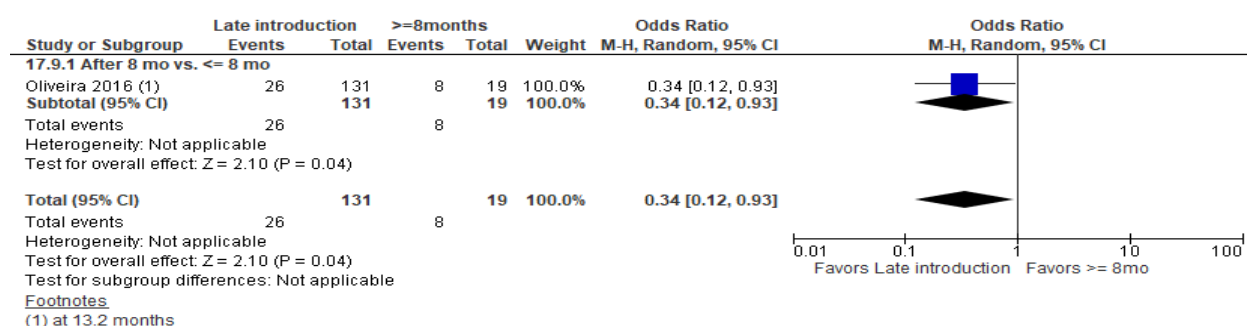 Late introduction >=8months Odds Ratio Odds Ratio
Study or Subgroup Events Total Events Total Weight M-H, Random, 95% CI M-H, Random, 95% CI
17.9.1 After 8 mo vs. <= 8 mo
Oliveira 2016 (1) 26 131 8 19 100.0% 0.34 [0.12, 0.93]
Subtotal (95% CI) 131 19 100.0% 0.34 [0.12, 0.93]
Total events 26 8
Heterogeneity: Not applicable
Test for overall effect: Z = 2.10 (P = 0.04)
Total (95% CI) 131 19 100.0% 0.34 [0.12, 0.93]
Total events 26 8
Heterogeneity: Not applicable
Test for overall effect: Z = 2.10 (P = 0.04)
Test for subgroup differences: Not applicable
0.01 0.1 1 10 100
Favors Late introduction Favors >= 8mo
Footnotes
(1) at 13.2 months